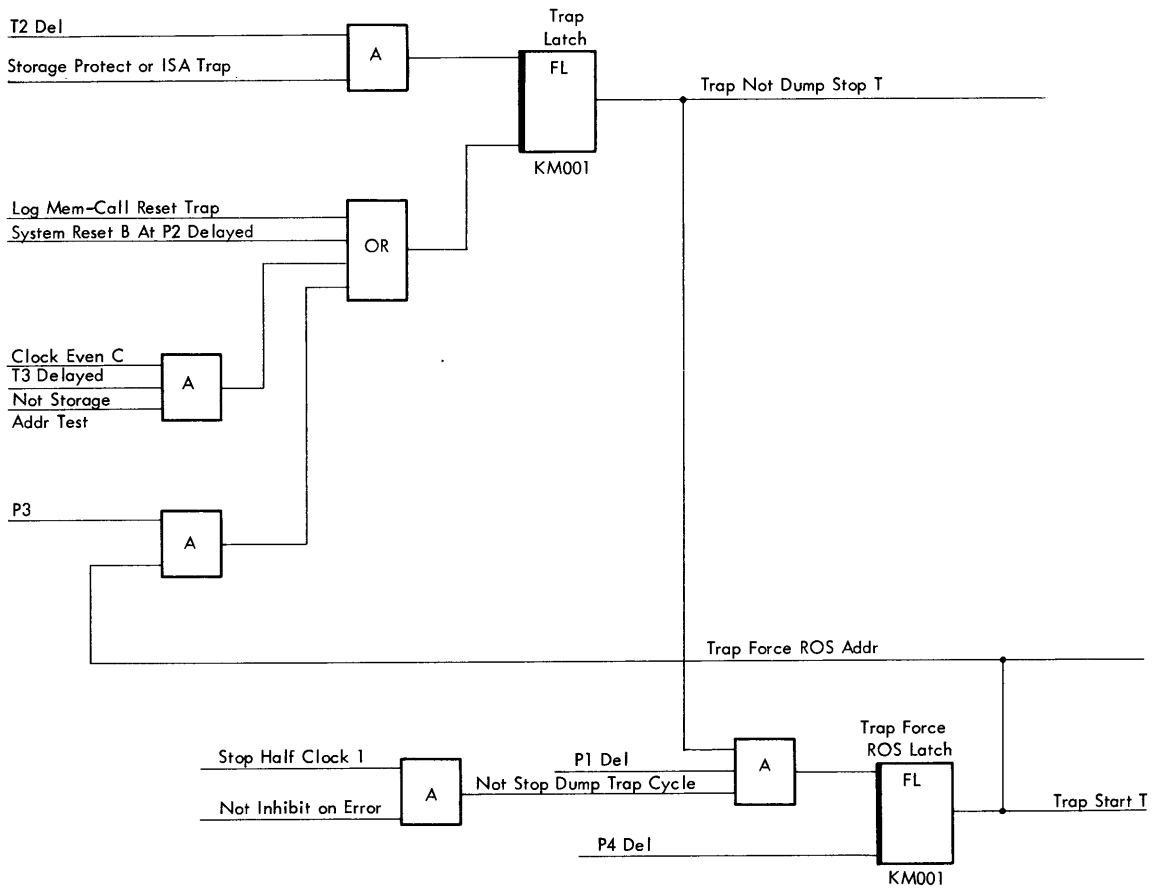 Trap
Latch
T2 Del
A
Storage Protect or ISA Trap
FL
Trap Not Dump Stop T
KM001
Log Mem-Call Reset Trap
System Reset B At P2 Delayed
OR
Clock Even C
T3 Delayed
A
Not Storage
Addr Test
P3
A
Trap Force ROS Addr
Trap Force
ROS Latch
Stop Half Clock 1
P1 Del
A
FL
Not Stop Dump Trap Cycle
A
Not Inhibit on Error
Trap Start T
P4 Del
KM001